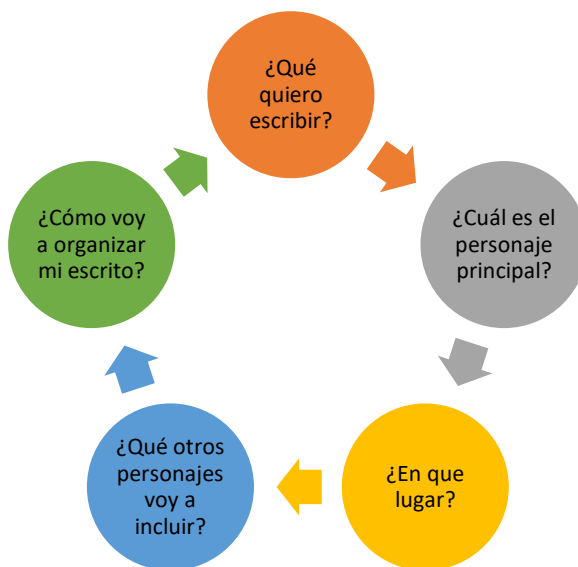 ¿Qué
quiero
escribir?
¿Cuál es el
personaje
principal?
¿En que
lugar?
¿Qué otros
personajes
voy a
incluir?
¿Cómo voy
a organizar
mi escrito?